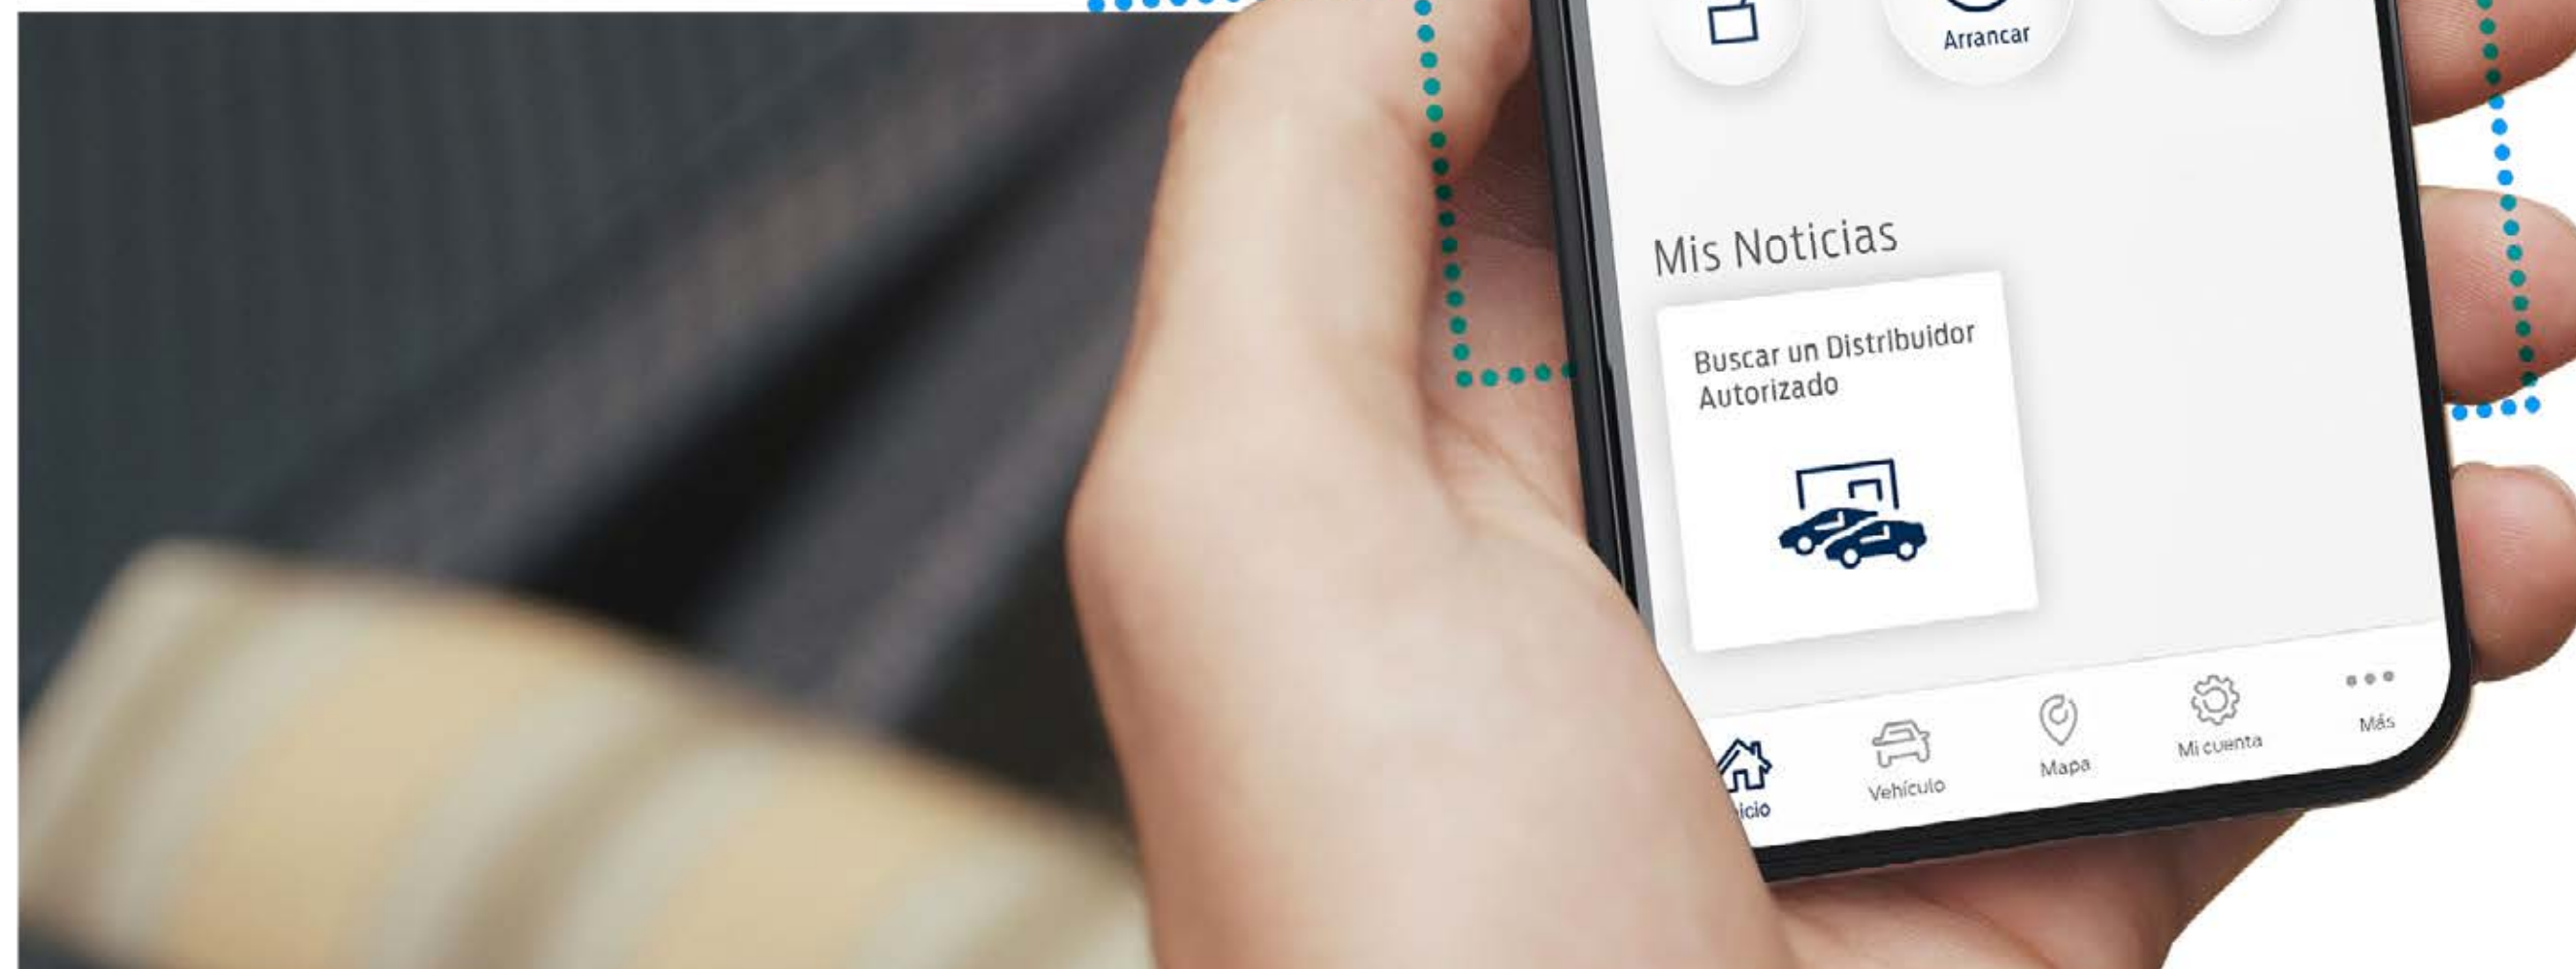 Arrancar
Mis Noticias
Buscar un Distribuidor
Autorizado
Vehículo
Mapa
Mi cuenta
Más